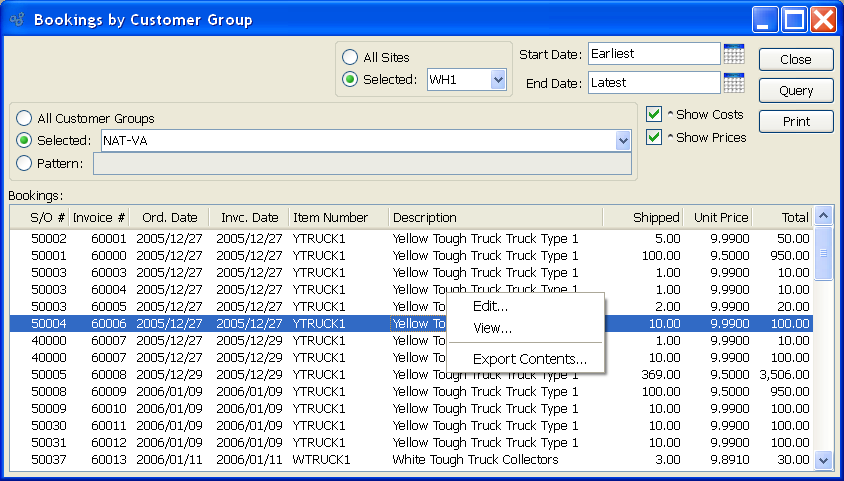 Bookings by Customer Group
All Sites
Selected: WH1
Start Date: Earliest
End Date: Latest
Close
Query
Print
All Customer Groups
Selected: NAT-VA
Pattern:
^ Show Costs
^ Show Prices
Bookings:
S/O # Invoice # Ord. Date Invc. Date Item Number Description Shipped Unit Price Total
50002 60001 2005/12/27 2005/12/27 YTRUCK1 Yellow Tough Truck Truck Type 1 5.00 9.9900 50.00
50001 60000 2005/12/27 2005/12/27 YTRUCK1 Yellow Tough Truck Truck Type 1 100.00 9.5000 950.00
50003 60003 2005/12/27 2005/12/27 YTRUCK1 Yellow Tough Truck Truck Type 1 1.00 9.9900 10.00
50003 60004 2005/12/27 2005/12/27 YTRUCK1 Yellow Tough Truck Truck Type 1 1.00 9.9900 10.00
50003 60005 2005/12/27 2005/12/27 YTRUCK1 Yellow To 2.00 9.9900 20.00
50004 60006 2005/12/27 2005/12/27 YTRUCK1 Yellow To 10.00 9.9900 100.00
40000 60007 2005/12/27 2005/12/29 YTRUCK1 Yellow To 1.00 9.9900 10.00
40000 60007 2005/12/27 2005/12/29 YTRUCK1 Yellow To 10.00 9.9900 100.00
50005 60008 2005/12/29 2005/12/29 YTRUCK1 Yellow Tough Truck Truck Type 1 369.00 9.5000 3,506.00
50008 60009 2006/01/09 2006/01/09 YTRUCK1 Yellow Tough Truck Truck Type 1 100.00 9.5000 950.00
50009 60010 2006/01/09 2006/01/09 YTRUCK1 Yellow Tough Truck Truck Type 1 10.00 9.9900 100.00
50030 60011 2006/01/09 2006/01/09 YTRUCK1 Yellow Tough Truck Truck Type 1 10.00 9.9900 100.00
50031 60012 2006/01/09 2006/01/09 YTRUCK1 Yellow Tough Truck Truck Type 1 10.00 9.9900 100.00
50037 60013 2006/01/11 2006/01/11 WTRUCK1 White Tough Truck Collectors 3.00 9.8910 30.00
Edit...
View...
Export Contents...